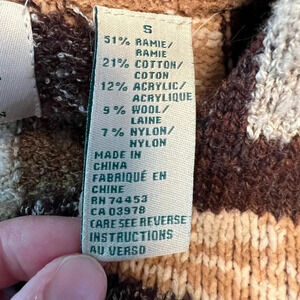 S
51% RAMIE/
RAMIE
21% COTTON/
COTON
12% ACRYLIC/
ACRYLIQUE
9% WOOL/
LAINE
7% NYLON/
NYLON
MADE IN
CHINA
FABRIQUÉ EN
CHINE
RN 74453
CA 03978
CARE SEE REVERSE
INSTRUCTIONS
AU VERSO